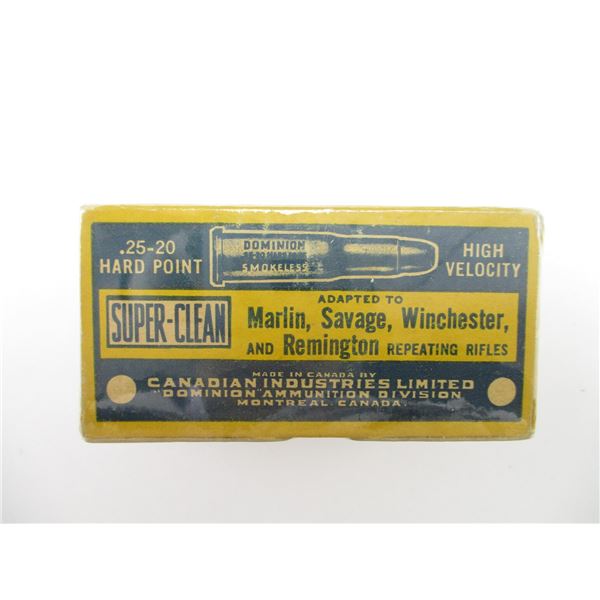 .25-20
HARD POINT
DOMINION
SMOKELESS
HIGH
VELOCITY
SUPER-CLEAN
ADAPTED TO
Marlin, Savage, Winchester,
AND Remington REPEATING RIFLES
MADE IN CANADA BY
CANADIAN INDUSTRIES LIMITED
"DOMINION" AMMUNITION DIVISION
MONTREAL. CANADA.